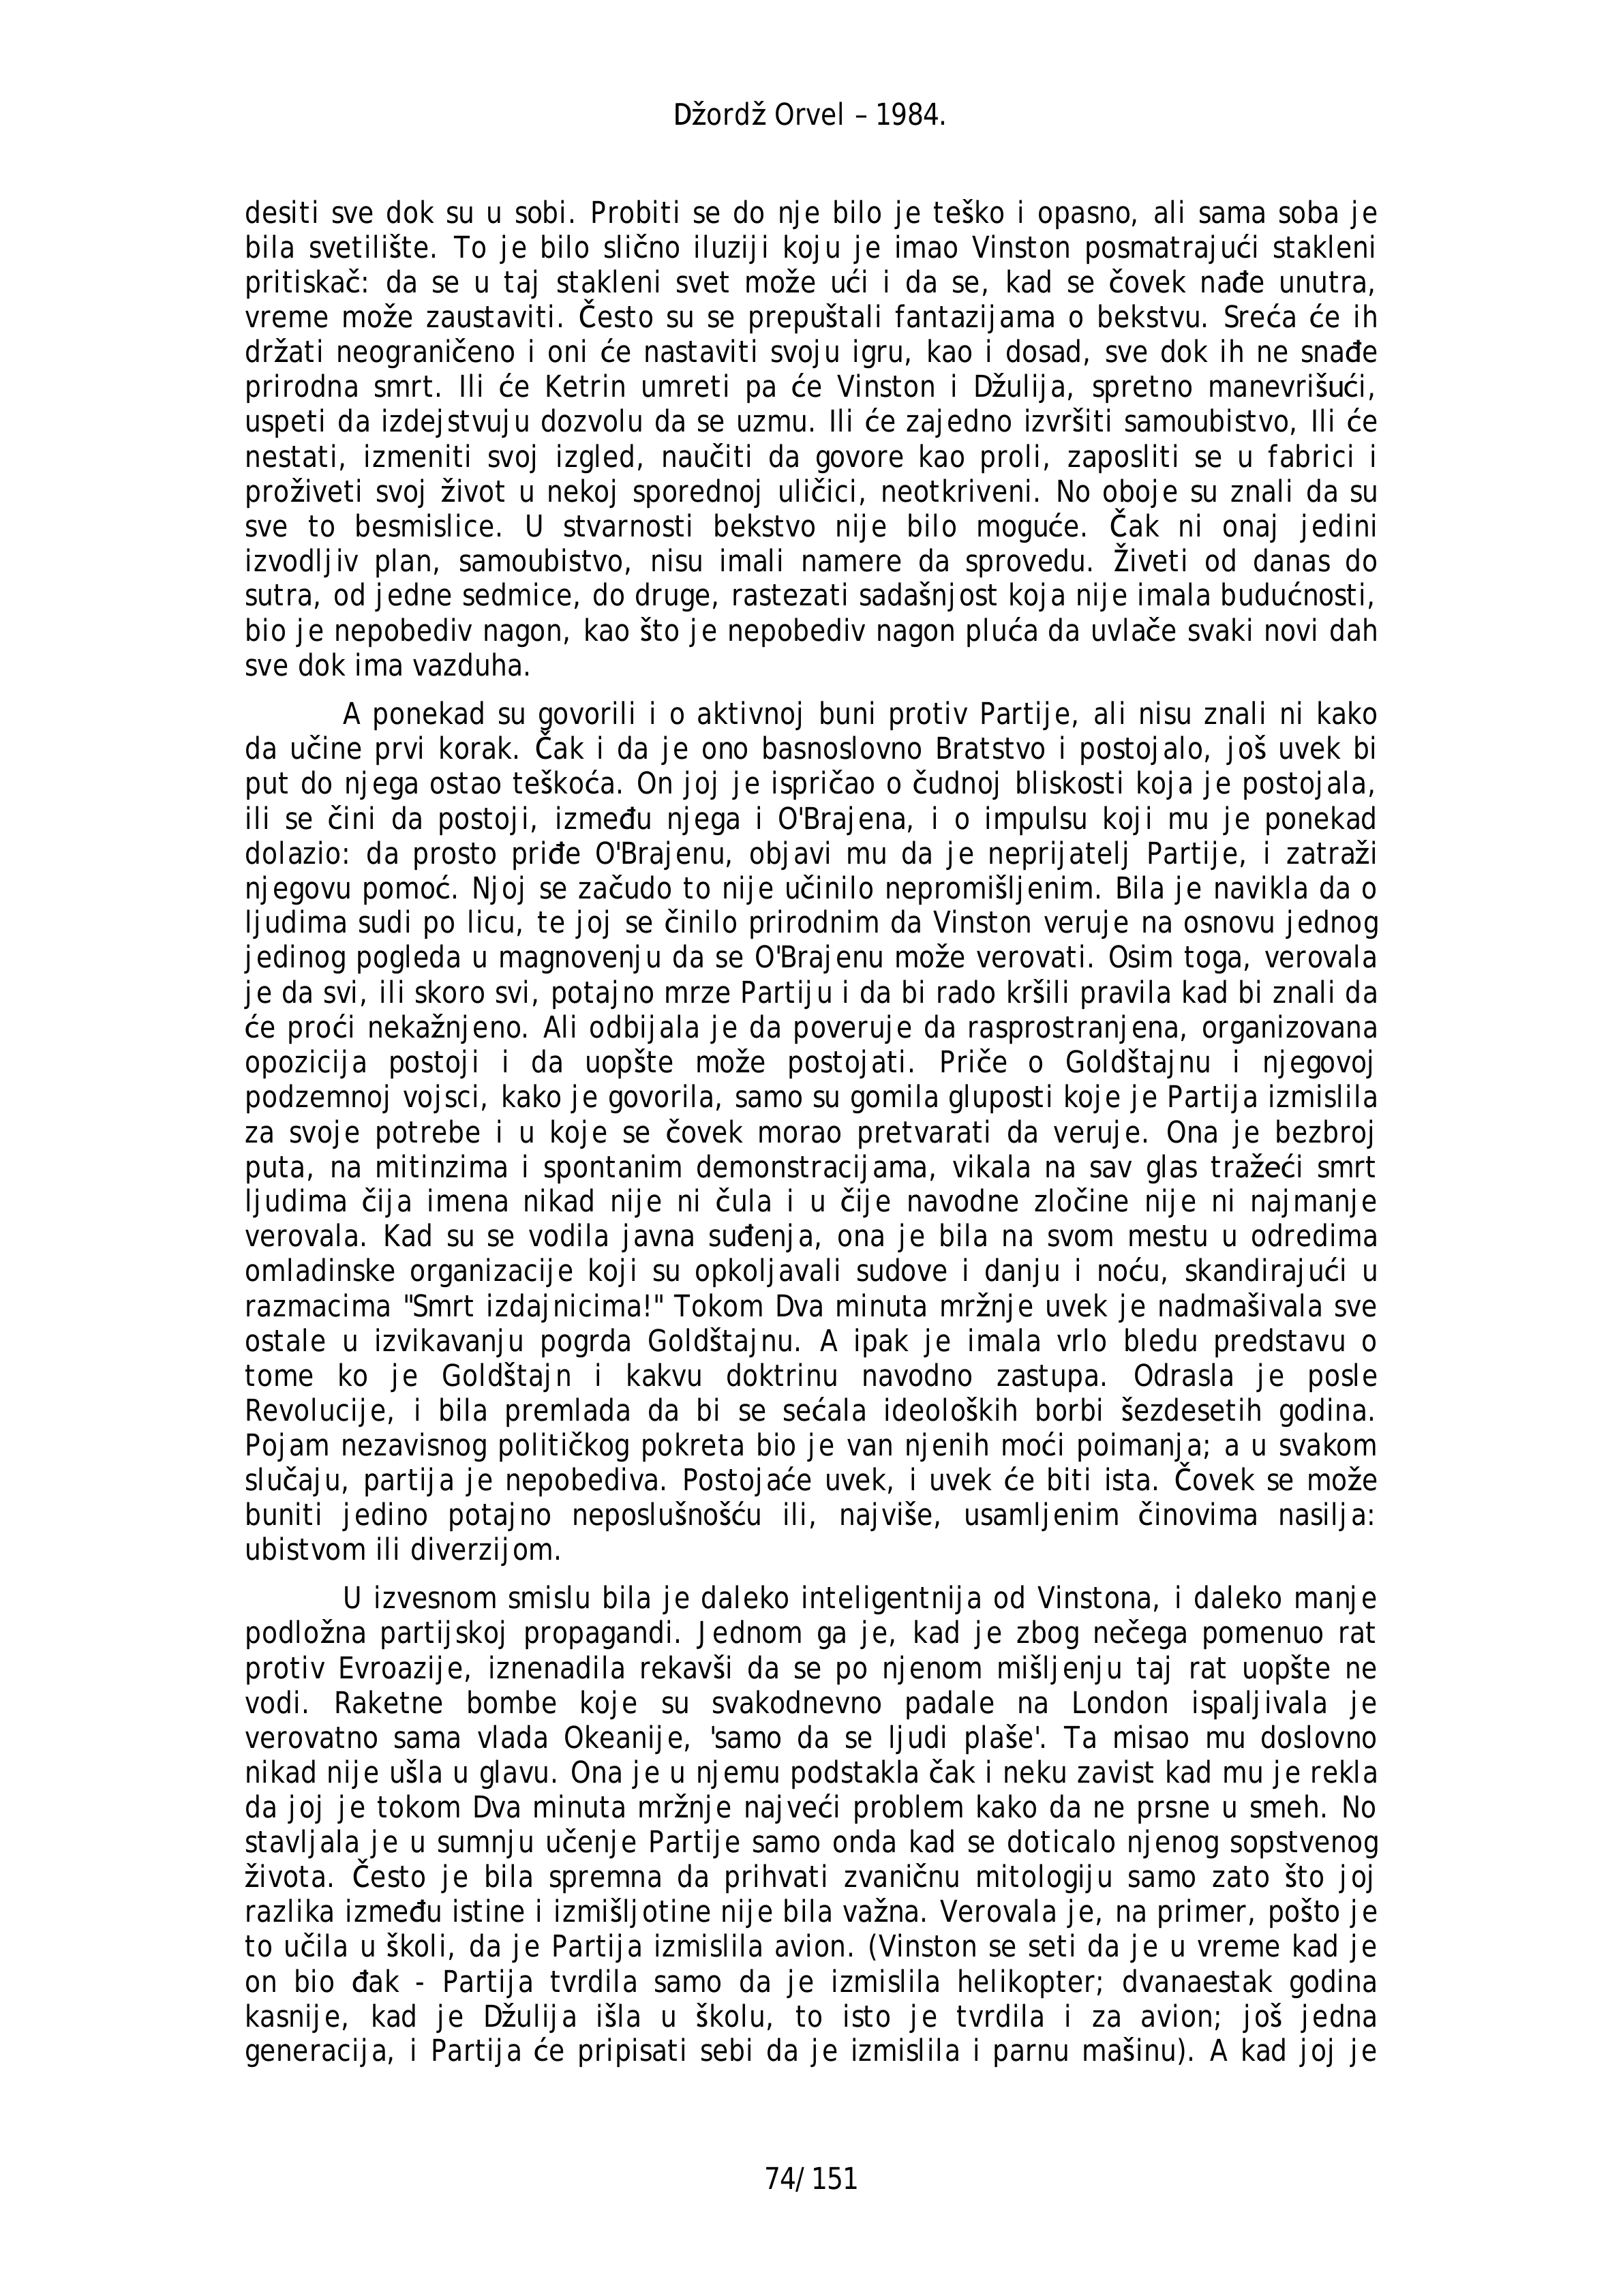 Džordž Orvel – 1984.
desiti sve dok su u sobi. Probiti se do nje bilo je teško i opasno, ali sama soba je
bila svetilište. To je bilo slično iluziji koju je imao Vinston posmatrajući stakleni
pritiskač: da se u taj stakleni svet može ući i da se, kad se čovek nađe unutra,
vreme može zaustaviti. Često su se prepuštali fantazijama o bekstvu. Sreća će ih
držati neograničeno i oni će nastaviti svoju igru, kao i dosad, sve dok ih ne snađe
prirodna smrt. Ili će Ketrin umreti pa će Vinston i Džulija, spretno manevrišući,
uspeti da izdejstvuju dozvolu da se uzmu. Ili će zajedno izvršiti samoubistvo, Ili će
nestati, izmeniti svoj izgled, naučiti da govore kao proli, zaposliti se u fabrici i
proživeti svoj život u nekoj sporednoj uličici, neotkriveni. No oboje su znali da su
sve to besmislice. U stvarnosti bekstvo nije bilo moguće. Čak ni onaj jedini
izvodljiv plan, samoubistvo, nisu imali namere da sprovedu. Živeti od danas do
sutra, od jedne sedmice, do druge, rastezati sadašnjost koja nije imala budućnosti,
bio je nepobediv nagon, kao što je nepobediv nagon pluća da uvlače svaki novi dah
sve dok ima vazduha.
A ponekad su govorili i o aktivnoj buni protiv Partije, ali nisu znali ni kako
da učine prvi korak. Čak i da je ono basnoslovno Bratstvo i postojalo, još uvek bi
put do njega ostao teškoća. On joj je ispričao o čudnoj bliskosti koja je postojala,
ili se čini da postoji, između njega i O'Brajena, i o impulsu koji mu je ponekad
dolazio: da prosto priđe O'Brajenu, objavi mu da je neprijatelj Partije, i zatraži
njegovu pomoć. Njoj se začudo to nije učinilo nepromišljenim. Bila je navikla da o
ljudima sudi po licu, te joj se činilo prirodnim da Vinston veruje na osnovu jednog
jedinog pogleda u magnovenju da se O'Brajenu može verovati. Osim toga, verovala
je da svi, ili skoro svi, potajno mrze Partiju i da bi rado kršili pravila kad bi znali da
će proći nekažnjeno. Ali odbijala je da poveruje da rasprostranjena, organizovana
opozicija postoji i da uopšte može postojati. Priče o Goldštajnu i njegovoj
podzemnoj vojsci, kako je govorila, samo su gomila gluposti koje je Partija izmislila
za svoje potrebe i u koje se čovek morao pretvarati da veruje. Ona je bezbroj
puta, na mitinzima i spontanim demonstracijama, vikala na sav glas tražeći smrt
ljudima čija imena nikad nije ni čula i u čije navodne zločine nije ni najmanje
verovala. Kad su se vodila javna suđenja, ona je bila na svom mestu u odredima
omladinske organizacije koji su opkoljavali sudove i danju i noću, skandirajući u
razmacima "Smrt izdajnicima!" Tokom Dva minuta mržnje uvek je nadmašivala sve
ostale u izvikavanju pogrda Goldštajnu. A ipak je imala vrlo bledu predstavu o
tome ko je Goldštajn i kakvu doktrinu navodno zastupa. Odrasla je posle
Revolucije, i bila premlada da bi se sećala ideoloških borbi šezdesetih godina.
Pojam nezavisnog političkog pokreta bio je van njenih moći poimanja; a u svakom
slučaju, partija je nepobediva. Postojaće uvek, i uvek će biti ista. Čovek se može
buniti jedino potajno neposlušnošću ili, najviše, usamljenim činovima nasilja:
ubistvom ili diverzijom.
U izvesnom smislu bila je daleko inteligentnija od Vinstona, i daleko manje
podložna partijskoj propagandi. Jednom ga je, kad je zbog nečega pomenuo rat
protiv Evroazije, iznenadila rekavši da se po njenom mišljenju taj rat uopšte ne
vodi. Raketne bombe koje su svakodnevno padale na London ispaljivala je
verovatno sama vlada Okeanije, 'samo da se ljudi plaše'. Ta misao mu doslovno
nikad nije ušla u glavu. Ona je u njemu podstakla čak i neku zavist kad mu je rekla
da joj je tokom Dva minuta mržnje najveći problem kako da ne prsne u smeh. No
stavljala je u sumnju učenje Partije samo onda kad se doticalo njenog sopstvenog
života. Često je bila spremna da prihvati zvaničnu mitologiju samo zato što joj
razlika između istine i izmišljotine nije bila važna. Verovala je, na primer, pošto je
to učila u školi, da je Partija izmislila avion. (Vinston se seti da je u vreme kad je
on bio đak - Partija tvrdila samo da je izmislila helikopter; dvanaestak godina
kasnije, kad je Džulija išla u školu, to isto je tvrdila i za avion; još jedna
generacija, i Partija će pripisati sebi da je izmislila i parnu mašinu). A kad joj je
74/151